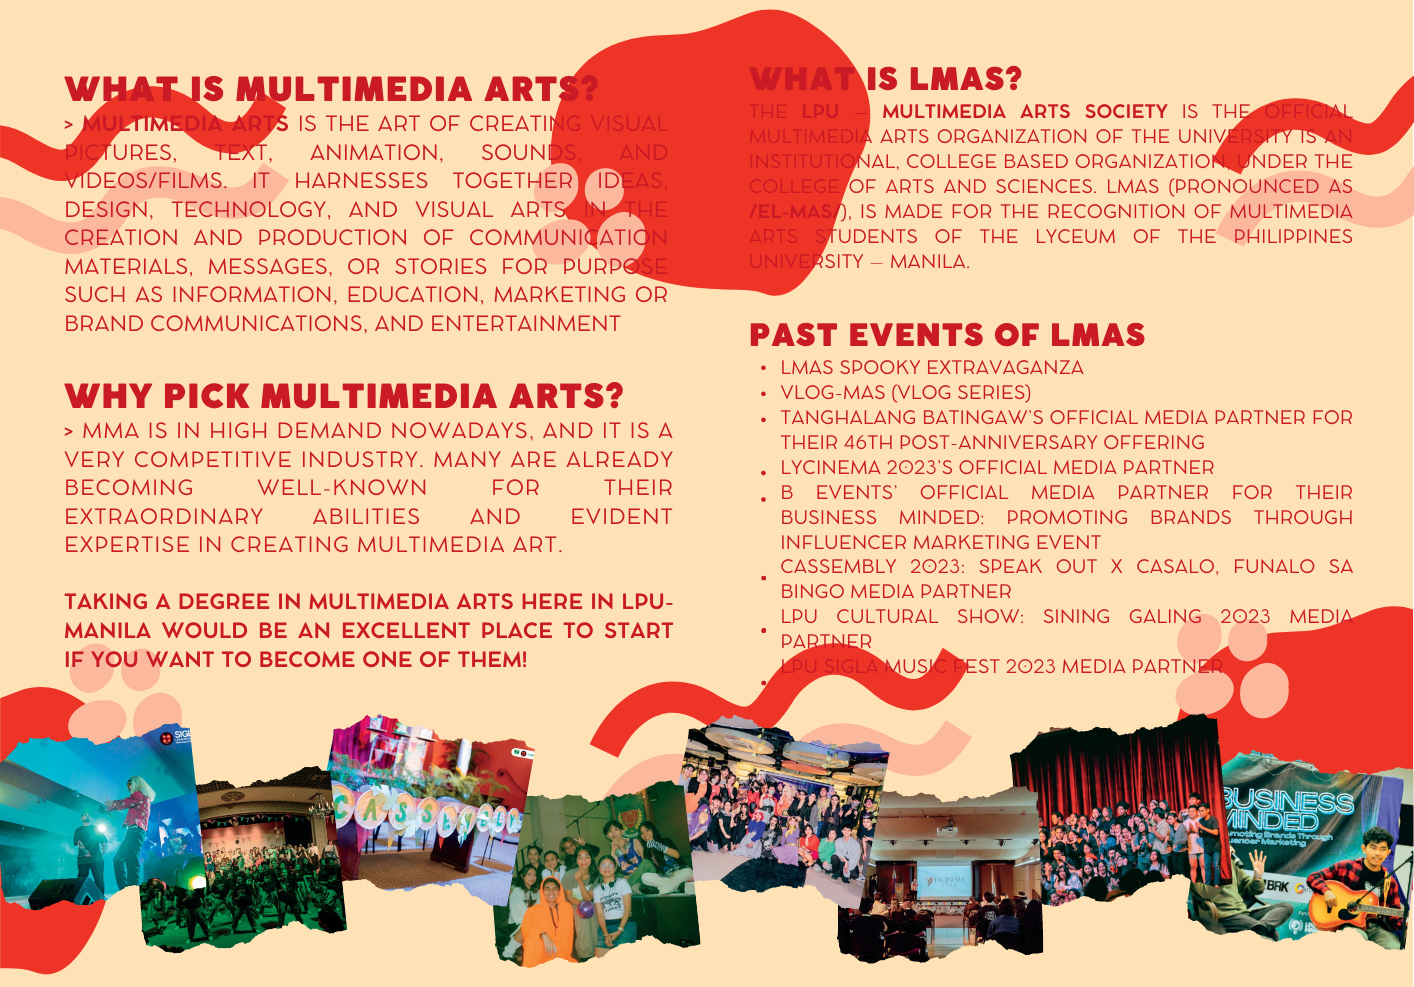 WHAT IS MULTIMEDIA ARTS?
> MULTIMEDIA ARTS IS THE ART OF CREATING VISUAL
PICTURES, TEXT, ANIMATION, SOUNDS, AND
VIDEOS/FILMS. IT HARNESSES TOGETHER IDEAS,
DESIGN, TECHNOLOGY, AND VISUAL ARTS IN THE
CREATION AND PRODUCTION OF COMMUNICATION
MATERIALS, MESSAGES, OR STORIES FOR PURPOSE
SUCH AS INFORMATION, EDUCATION, MARKETING OR
BRAND COMMUNICATIONS, AND ENTERTAINMENT
WHY PICK MULTIMEDIA ARTS?
> MMA IS IN HIGH DEMAND NOWADAYS, AND IT IS A
VERY COMPETITIVE INDUSTRY. MANY ARE ALREADY
BECOMING WELL-KNOWN FOR THEIR
EXTRAORDINARY ABILITIES AND EVIDENT
EXPERTISE IN CREATING MULTIMEDIA ART.
TAKING A DEGREE IN MULTIMEDIA ARTS HERE IN LPU-
MANILA WOULD BE AN EXCELLENT PLACE TO START
IF YOU WANT TO BECOME ONE OF THEM!
WHAT IS LMAS?
THE LPU – MULTIMEDIA ARTS SOCIETY IS THE OFFICIAL
MULTIMEDIA ARTS ORGANIZATION OF THE UNIVERSITY IS AN
INSTITUTIONAL, COLLEGE BASED ORGANIZATION, UNDER THE
COLLEGE OF ARTS AND SCIENCES. LMAS (PRONOUNCED AS
/EL-MAS/), IS MADE FOR THE RECOGNITION OF MULTIMEDIA
ARTS STUDENTS OF THE LYCEUM OF THE PHILIPPINES
UNIVERSITY – MANILA.
PAST EVENTS OF LMAS
• LMAS SPOOKY EXTRAVAGANZA
• VLOG-MAS (VLOG SERIES)
• TANGHALANG BATINGAW'S OFFICIAL MEDIA PARTNER FOR
THEIR 46TH POST-ANNIVERSARY OFFERING
• LYCINEMA 2023'S OFFICIAL MEDIA PARTNER
• B EVENTS' OFFICIAL MEDIA PARTNER FOR THEIR
BUSINESS MINDED: PROMOTING BRANDS THROUGH
INFLUENCER MARKETING EVENT
• CASSEMBLY 2023: SPEAK OUT X CASALO, FUNALO SA
BINGO MEDIA PARTNER
• LPU CULTURAL SHOW: SINING GALING 2023 MEDIA
PARTNER
• LPU SIGLA MUSIC FEST 2023 MEDIA PARTNER
SIGL
CASS
LYCINEMA
BUSINESS
MINDED
moting Brands Through
uencer Marketing
BRK